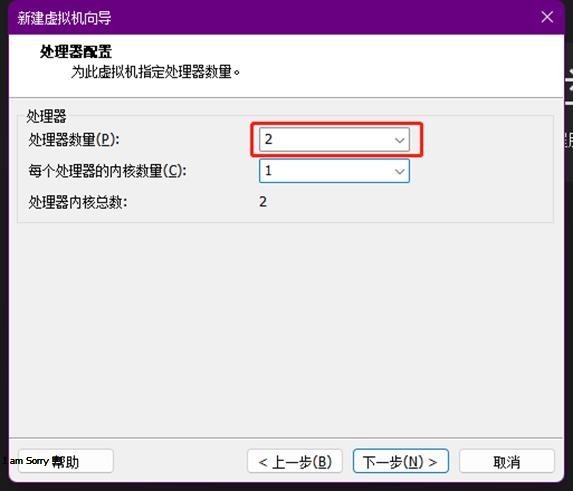 新建虚拟机向导
处理器配置
为此虚拟机指定处理器数量。
处理器
处理器数量(P): 2
每个处理器的内核数量(C): 1
处理器内核总数: 2
I am Sorry 帮助 < 上一步(B) 下一步(N) > 取消